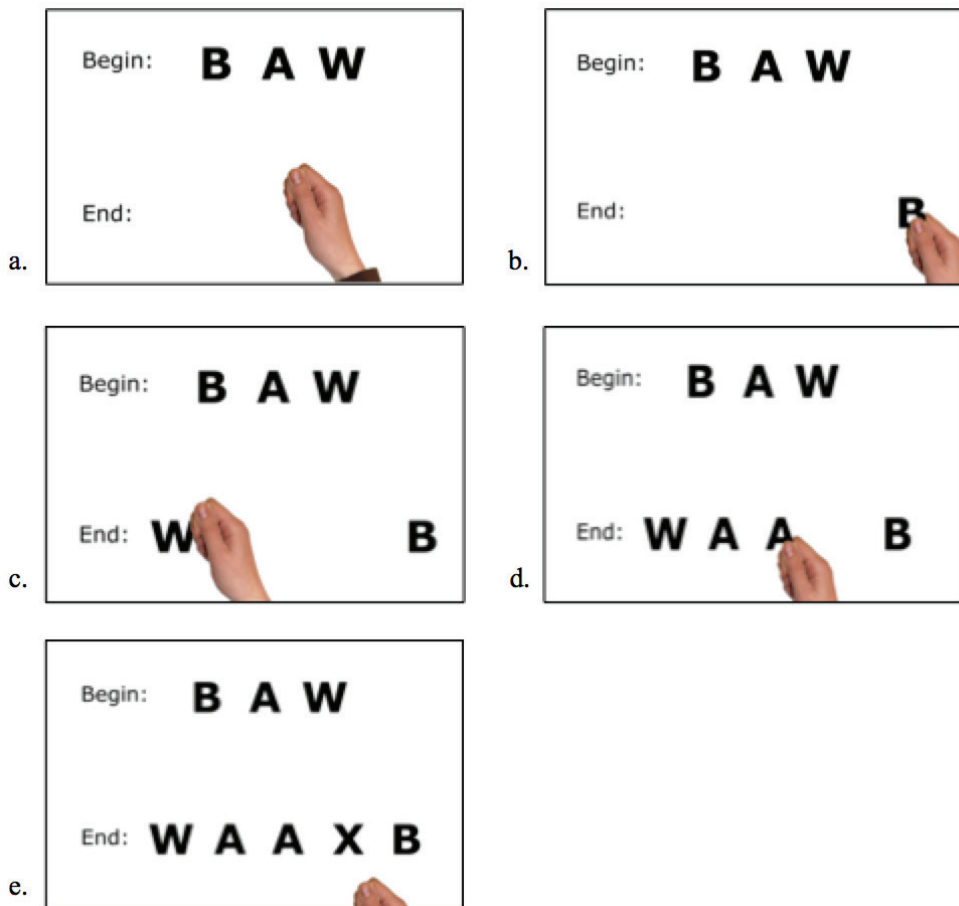 Begin: B A W
End:
a.
Begin: B A W
End: B
b.
Begin: B A W
End: W B
c.
Begin: B A W
End: W A A B
d.
Begin: B A W
End: W A A X B
e.